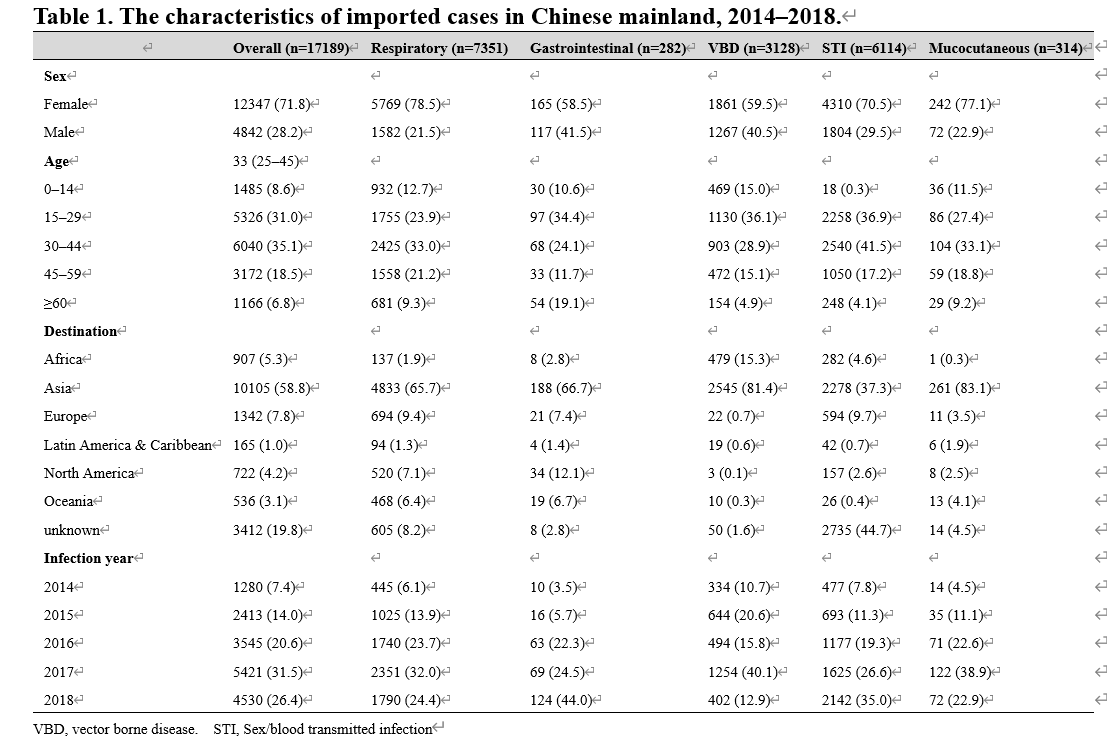 Table 1. The characteristics of imported cases in Chinese mainland, 2014–2018.
Overall (n=17189) Respiratory (n=7351) Gastrointestinal (n=282) VBD (n=3128) STI (n=6114) Mucocutaneous (n=314)
Sex
Female 12347 (71.8) 5769 (78.5) 165 (58.5) 1861 (59.5) 4310 (70.5) 242 (77.1)
Male 4842 (28.2) 1582 (21.5) 117 (41.5) 1267 (40.5) 1804 (29.5) 72 (22.9)
Age 33 (25–45)
0–14 1485 (8.6) 932 (12.7) 30 (10.6) 469 (15.0) 18 (0.3) 36 (11.5)
15–29 5326 (31.0) 1755 (23.9) 97 (34.4) 1130 (36.1) 2258 (36.9) 86 (27.4)
30–44 6040 (35.1) 2425 (33.0) 68 (24.1) 903 (28.9) 2540 (41.5) 104 (33.1)
45–59 3172 (18.5) 1558 (21.2) 33 (11.7) 472 (15.1) 1050 (17.2) 59 (18.8)
≥60 1166 (6.8) 681 (9.3) 54 (19.1) 154 (4.9) 248 (4.1) 29 (9.2)
Destination
Africa 907 (5.3) 137 (1.9) 8 (2.8) 479 (15.3) 282 (4.6) 1 (0.3)
Asia 10105 (58.8) 4833 (65.7) 188 (66.7) 2545 (81.4) 2278 (37.3) 261 (83.1)
Europe 1342 (7.8) 694 (9.4) 21 (7.4) 22 (0.7) 594 (9.7) 11 (3.5)
Latin America & Caribbean 165 (1.0) 94 (1.3) 4 (1.4) 19 (0.6) 42 (0.7) 6 (1.9)
North America 722 (4.2) 520 (7.1) 34 (12.1) 3 (0.1) 157 (2.6) 8 (2.5)
Oceania 536 (3.1) 468 (6.4) 19 (6.7) 10 (0.3) 26 (0.4) 13 (4.1)
unknown 3412 (19.8) 605 (8.2) 8 (2.8) 50 (1.6) 2735 (44.7) 14 (4.5)
Infection year
2014 1280 (7.4) 445 (6.1) 10 (3.5) 334 (10.7) 477 (7.8) 14 (4.5)
2015 2413 (14.0) 1025 (13.9) 16 (5.7) 644 (20.6) 693 (11.3) 35 (11.1)
2016 3545 (20.6) 1740 (23.7) 63 (22.3) 494 (15.8) 1177 (19.3) 71 (22.6)
2017 5421 (31.5) 2351 (32.0) 69 (24.5) 1254 (40.1) 1625 (26.6) 122 (38.9)
2018 4530 (26.4) 1790 (24.4) 124 (44.0) 402 (12.9) 2142 (35.0) 72 (22.9)
VBD, vector borne disease. STI, Sex/blood transmitted infection